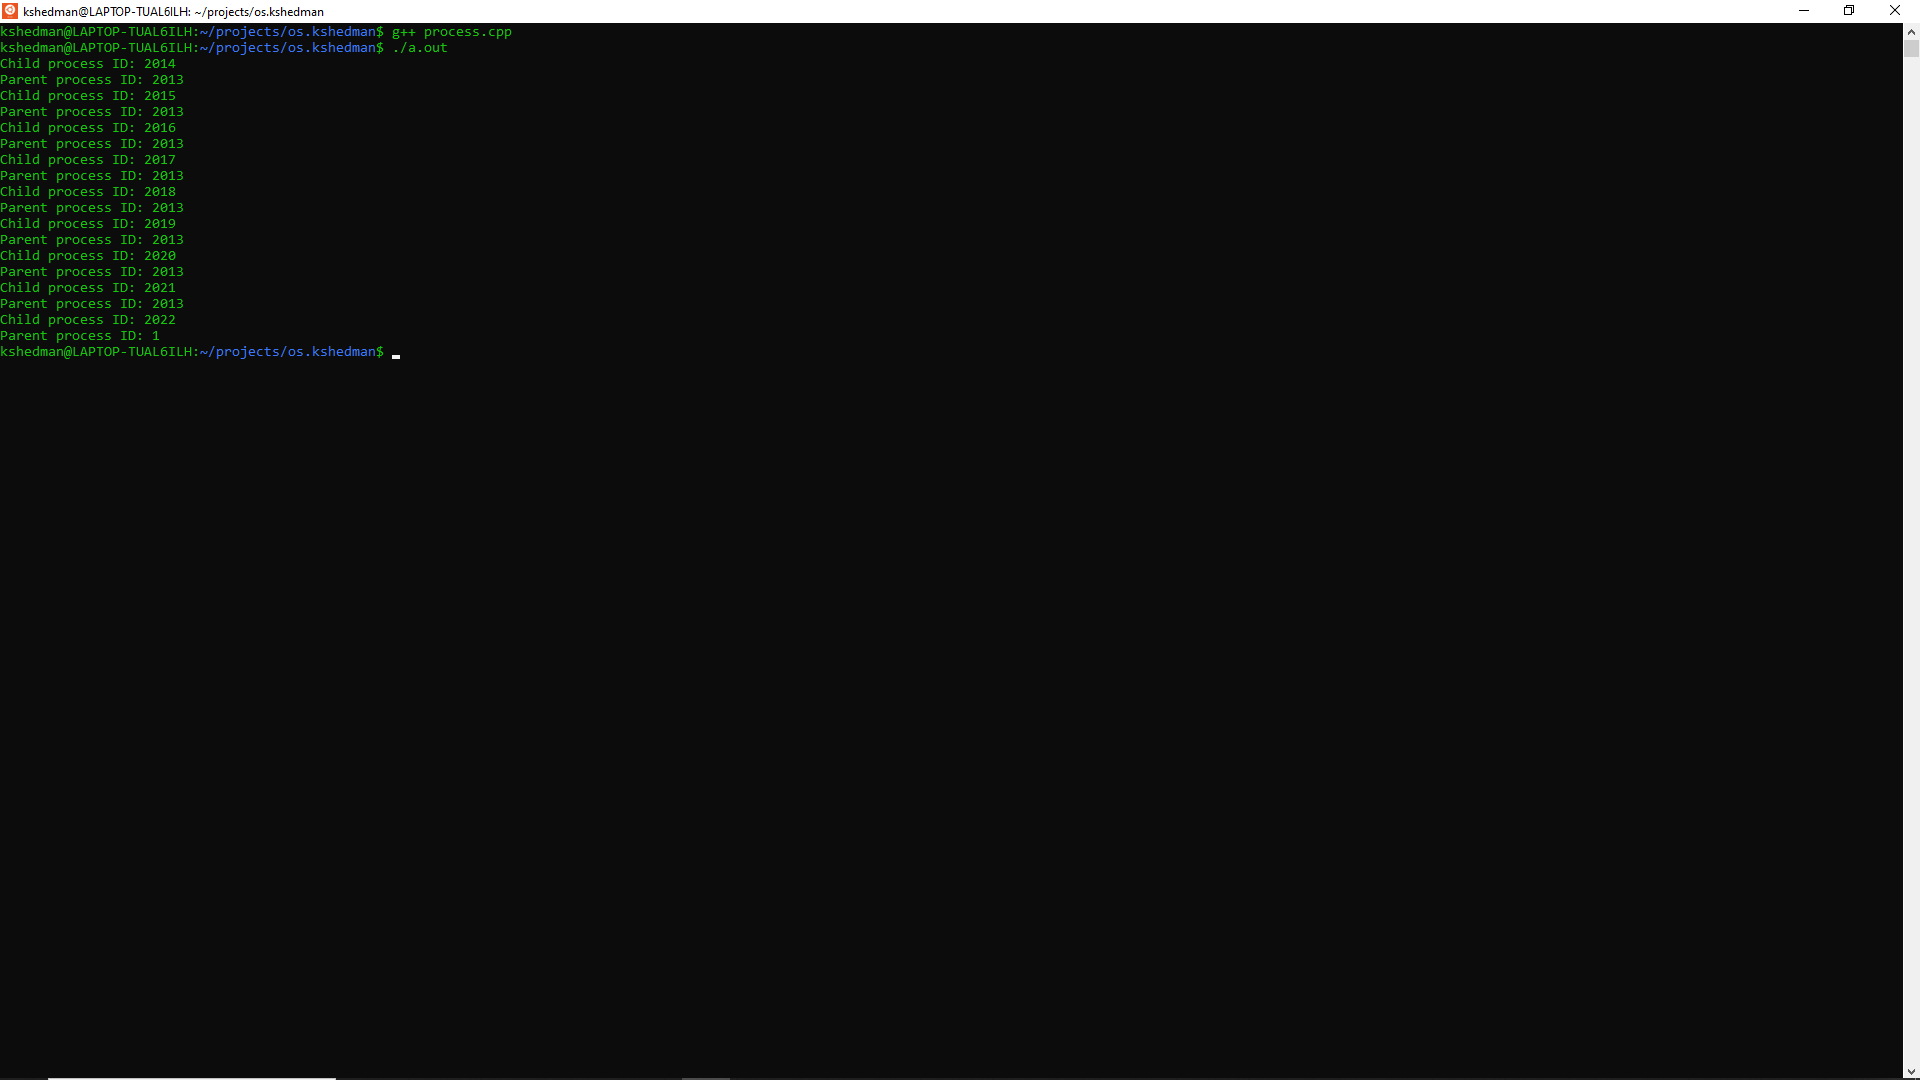 kshedman@LAPTOP-TUAL6ILH: ~/projects/os.kshedman
kshedman@LAPTOP-TUAL6ILH:~/projects/os.kshedman$ g++ process.cpp
kshedman@LAPTOP-TUAL6ILH:~/projects/os.kshedman$ ./a.out
Child process ID: 2014
Parent process ID: 2013
Child process ID: 2015
Parent process ID: 2013
Child process ID: 2016
Parent process ID: 2013
Child process ID: 2017
Parent process ID: 2013
Child process ID: 2018
Parent process ID: 2013
Child process ID: 2019
Parent process ID: 2013
Child process ID: 2020
Parent process ID: 2013
Child process ID: 2021
Parent process ID: 2013
Child process ID: 2022
Parent process ID: 1
kshedman@LAPTOP-TUAL6ILH:~/projects/os.kshedman$